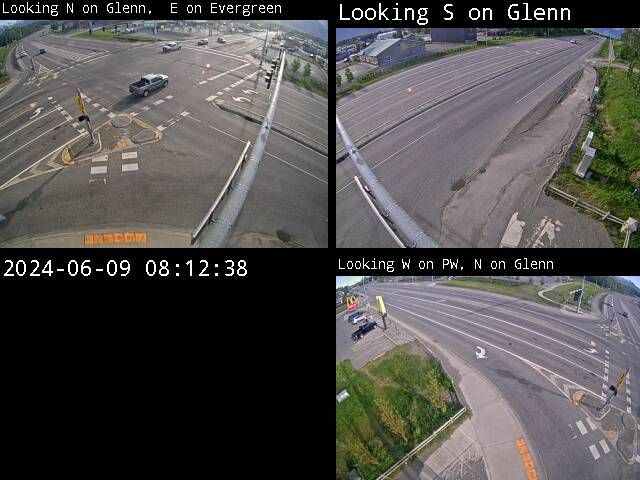 Looking N on Glenn,  E on Evergreen
Looking S on Glenn
2024-06-09 08:12:38
Looking W on PW, N on Glenn